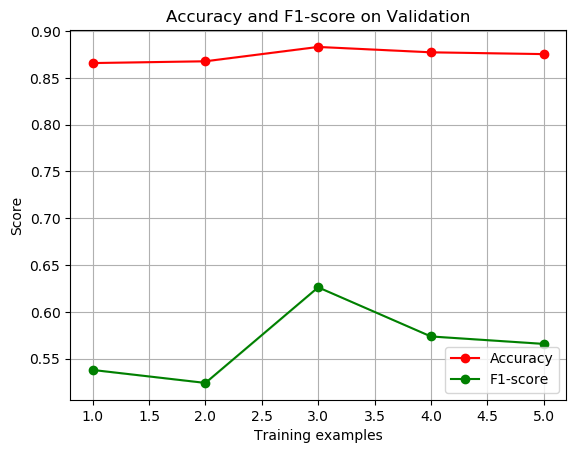 Accuracy and F1-score on Validation
0.90
0.85
0.80
0.75
0.70
0.65
0.60
0.55
Score
Accuracy
F1-score
1.0 1.5 2.0 2.5 3.0 3.5 4.0 4.5 5.0
Training examples